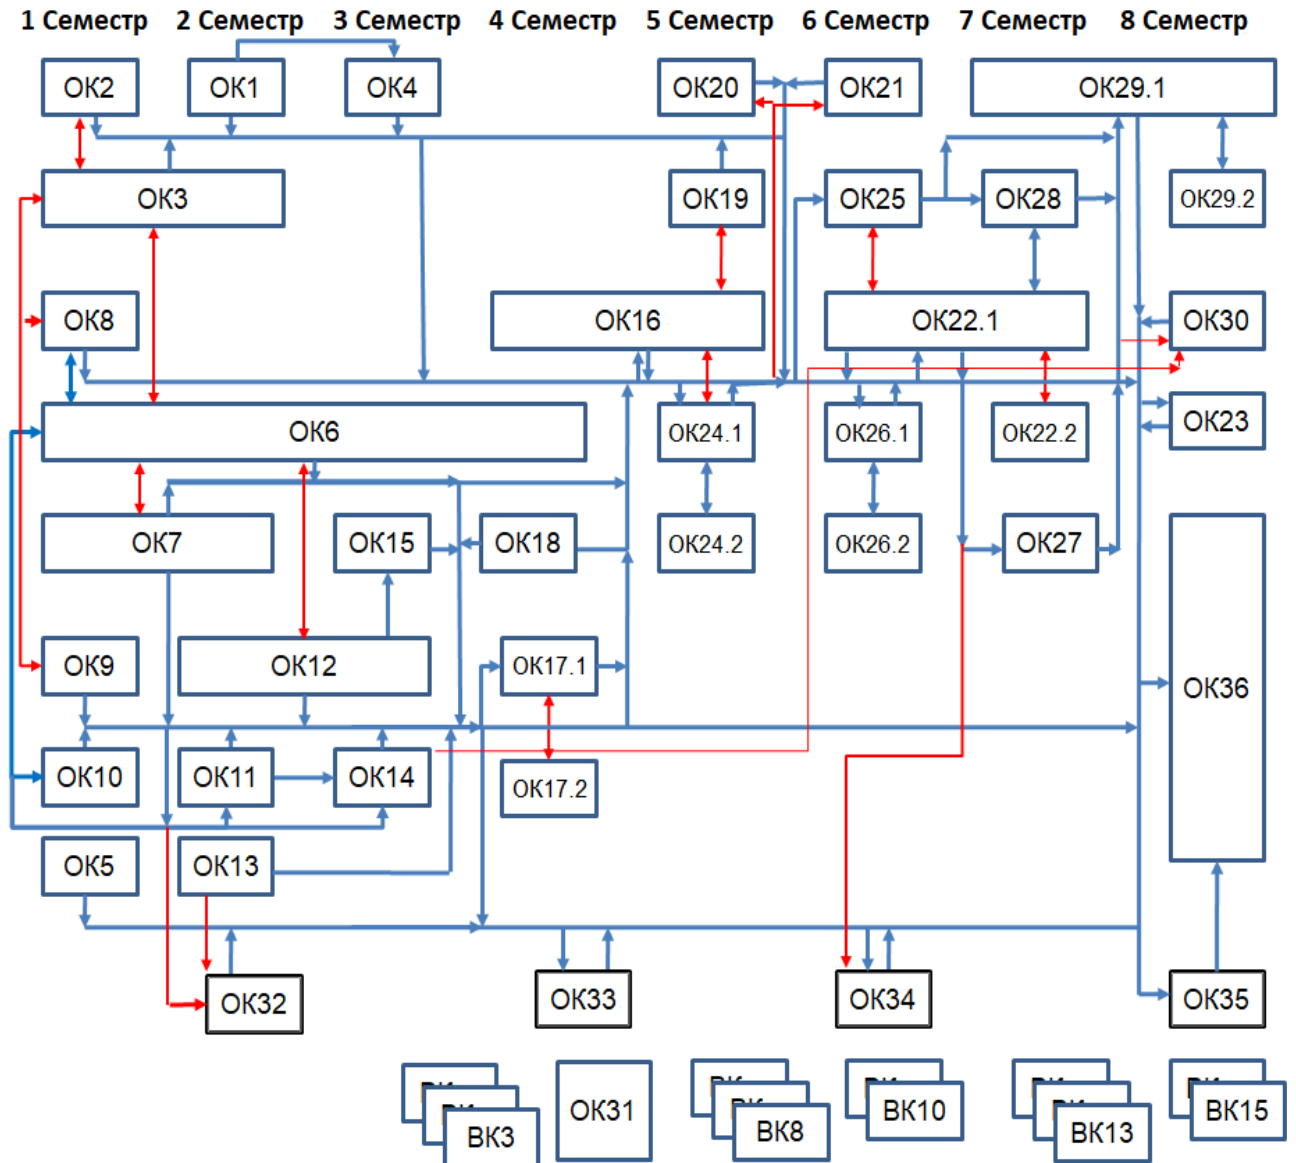 1 Семестр 2 Семестр 3 Семестр 4 Семестр 5 Семестр 6 Семестр 7 Семестр 8 Семестр
ОК2 ОК1 ОК4 ОК20 ОК21 ОК29.1
ОК3 ОК19 ОК25 ОК28 ОК29.2
ОК8 ОК16 ОК22.1 ОК30
ОК6 ОК24.1 ОК26.1 ОК22.2 ОК23
ОК7 ОК15 ОК18 ОК24.2 ОК26.2 ОК27
ОК9 ОК12 ОК17.1 ОК36
ОК10 ОК11 ОК14 ОК17.2
ОК5 ОК13
ОК32 ОК33 ОК34 ОК35
ОК31
ВК3 ВК8 ВК10 ВК13 ВК15